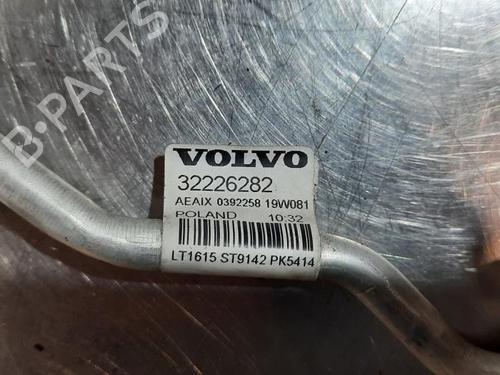 B-PARTS
VOLVO
32226282
AEAIX 0392258 19W081
POLAND 10:32
LT1615 ST9142 PK5414